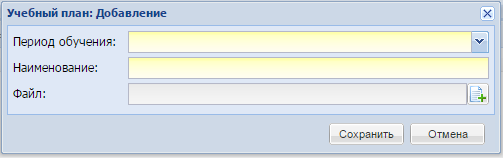 Учебный план: Добавление
Период обучения:
Наименование:
Файл:
Сохранить Отмена